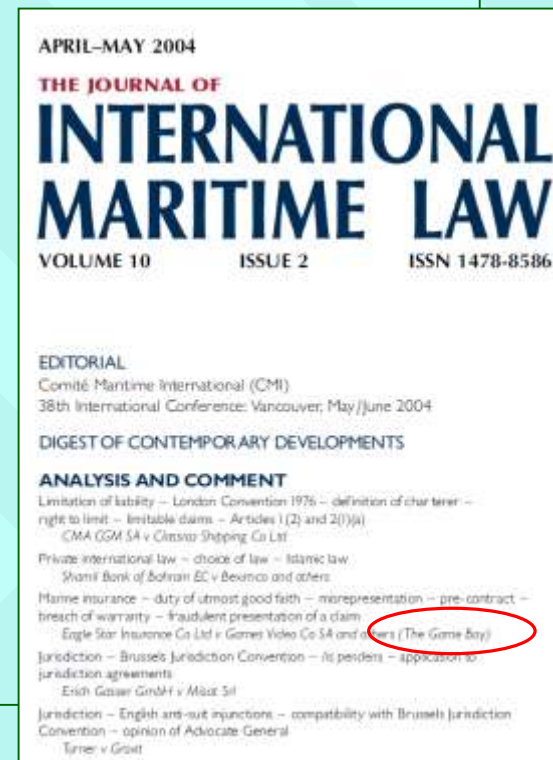 APRIL–MAY 2004
THE JOURNAL OF
INTERNATIONAL
MARITIME LAW
VOLUME 10 ISSUE 2 ISSN 1478-8586
EDITORIAL
Comité Maritime International (CMI)
38th International Conference: Vancouver, May/June 2004
DIGEST OF CONTEMPORARY DEVELOPMENTS
ANALYSIS AND COMMENT
Limitation of liability – London Convention 1976 – definition of charterer –
right to limit – limitable claims – Articles 1(2) and 2(1)(a)
CMA CGM SA v Classica Shipping Co Ltd
Private international law – choice of law – Islamic law
Shamil Bank of Bahrain EC v Beximco and others
Marine insurance – duty of utmost good faith – misrepresentation – pre-contract –
breach of warranty – fraudulent presentation of a claim
Eagle Star Insurance Co Ltd v Games Video Co SA and others (The Game Boy)
Jurisdiction – Brussels Jurisdiction Convention – lis pendens – application to
jurisdiction agreements
Erich Gasser GmbH v Misat Srl
Jurisdiction – English anti-suit injunctions – compatibility with Brussels Jurisdiction
Convention – opinion of Advocate General
Turner v Grovit